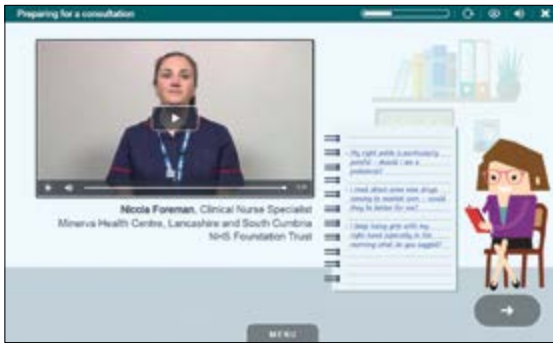 Preparing for a consultation
Niccla Foreman, Clinical Nurse Specialist
Minerva Health Centre, Lancashire and South Cumbria
NHS Foundation Trust
My right ankle is particularly
painful - should I see a
podiatrist?
I read about some new drugs
coming to market soon - would
they be better for me?
I keep losing grip with my
right hand especially in the
morning what do you suggest?
MENU